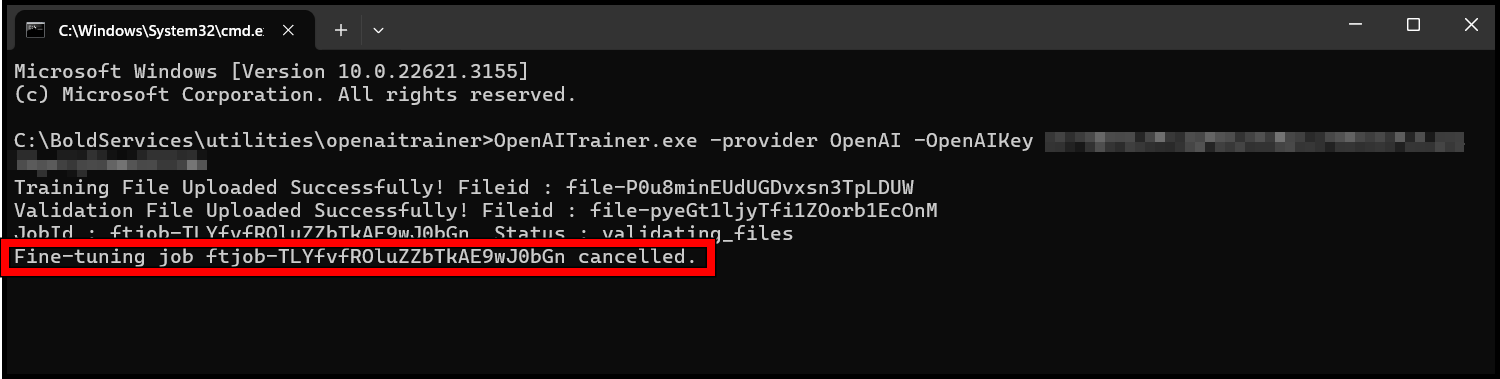 C:\Windows\System32\cmd.e
Microsoft Windows [Version 10.0.22621.3155]
(c) Microsoft Corporation. All rights reserved.
C:\BoldServices\utilities\openaitrainer>OpenAITrainer.exe -provider OpenAI -OpenAIKey
Training File Uploaded Successfully! Fileid : file-P0u8minEUdUGDvxsn3TpLDUW
Validation File Uploaded Successfully! Fileid : file-pyeGt1ljyTfi1ZOorb1EcOnM
JobId : ftjob-TLYfvfROluZZbTkAE9wJ0bGn Status : validating_files
Fine-tuning job ftjob-TLYfvfROluZZbTkAE9wJ0bGn cancelled.